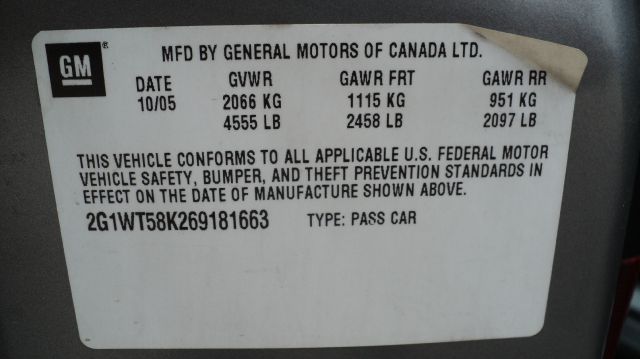 GM
MFD BY GENERAL MOTORS OF CANADA LTD.
DATE GVWR GAWR FRT GAWR RR
10/05 2066 KG 1115 KG 951 KG
4555 LB 2458 LB 2097 LB
THIS VEHICLE CONFORMS TO ALL APPLICABLE U.S. FEDERAL MOTOR
VEHICLE SAFETY, BUMPER, AND THEFT PREVENTION STANDARDS IN
EFFECT ON THE DATE OF MANUFACTURE SHOWN ABOVE.
2G1WT58K269181663 TYPE: PASS CAR